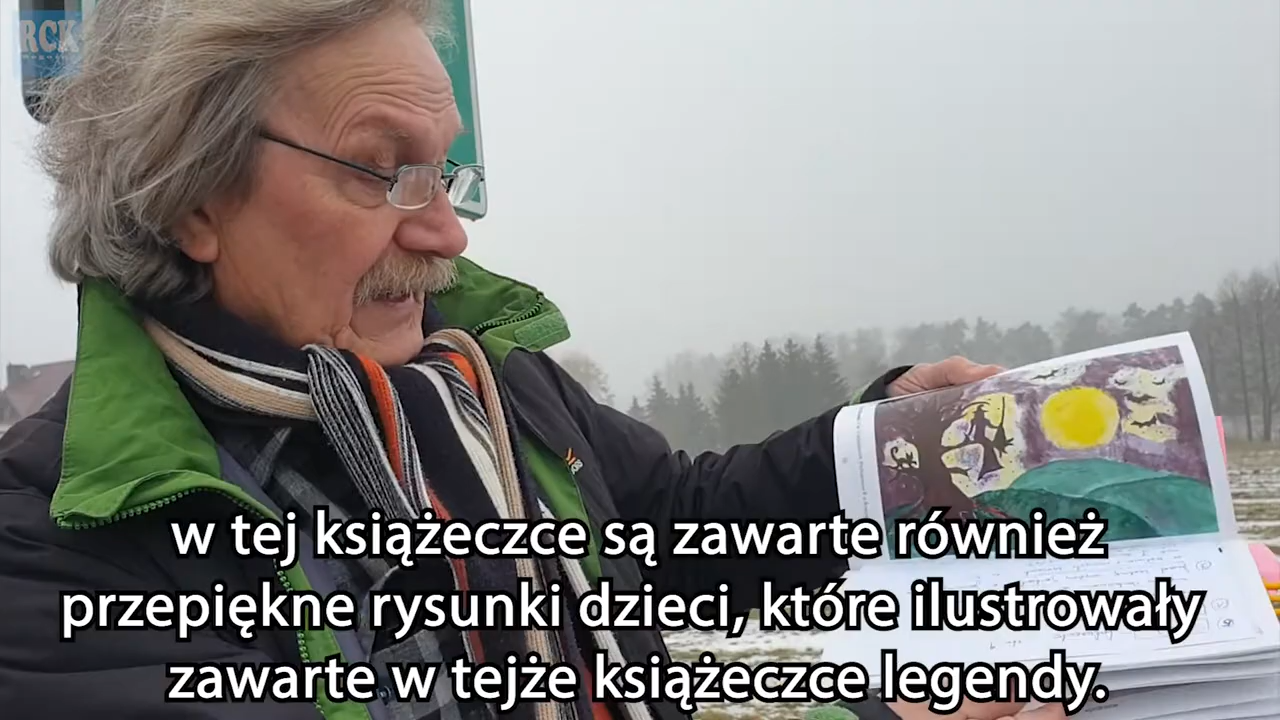 RCK
w tej książeczce są zawarte również
przepiękne rysunki dzieci, które ilustrowały
zawarte w tejże książeczce legendy.